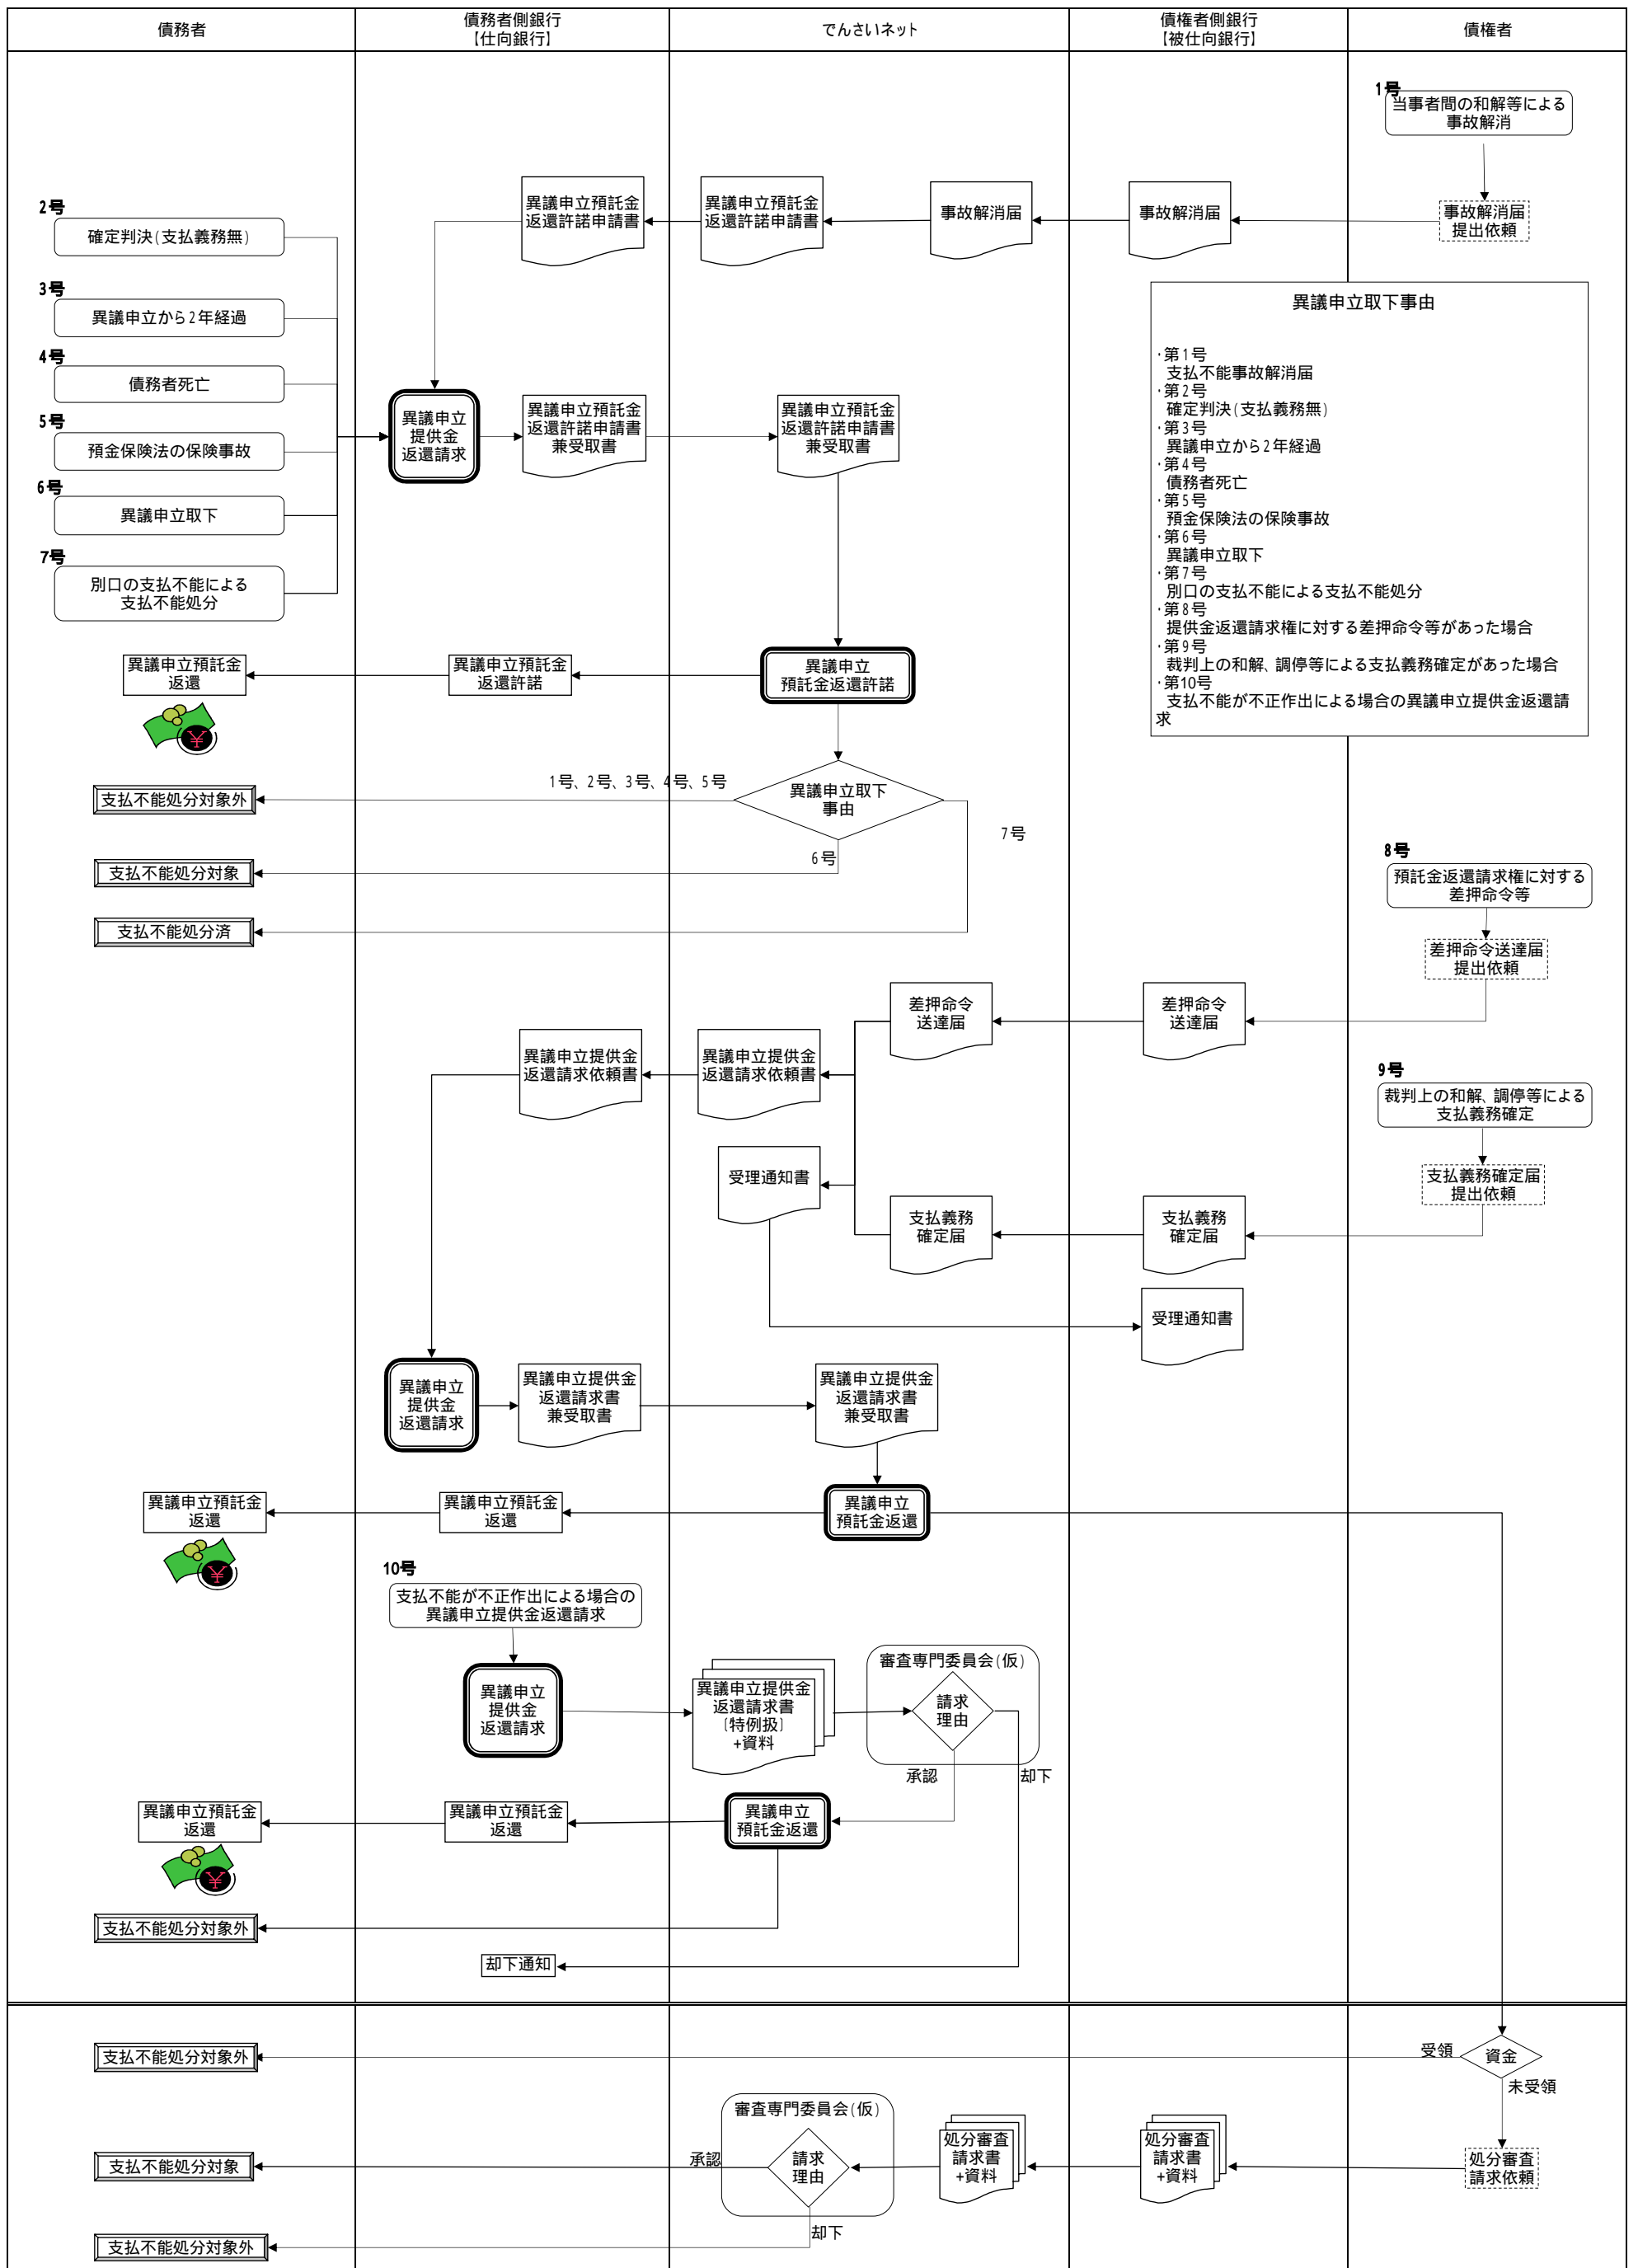 債務者
債務者側銀行
【仕向銀行】
でんさいネット
債権者側銀行
【被仕向銀行】
債権者
1号
当事者間の和解等による
事故解消
事故解消届
提出依頼
事故解消届
事故解消届
異議申立預託金
返還許諾申請書
異議申立預託金
返還許諾申請書
2号
確定判決(支払義務無)
3号
異議申立から2年経過
4号
債務者死亡
5号
預金保険法の保険事故
6号
異議申立取下
7号
別口の支払不能による
支払不能処分
異議申立
提供金
返還請求
異議申立預託金
返還許諾申請書
兼受取書
異議申立預託金
返還許諾申請書
兼受取書
異議申立取下事由
・第1号
支払不能事故解消届
・第2号
確定判決(支払義務無)
・第3号
異議申立から2年経過
・第4号
債務者死亡
・第5号
預金保険法の保険事故
・第6号
異議申立取下
・第7号
別口の支払不能による支払不能処分
・第8号
提供金返還請求権に対する差押命令等があった場合
・第9号
裁判上の和解、調停等による支払義務確定があった場合
・第10号
支払不能が不正作出による場合の異議申立提供金返還請
求
異議申立預託金
返還
異議申立預託金
返還許諾
異議申立
預託金返還許諾
¥
支払不能処分対象外
1号、2号、3号、4号、5号
異議申立取下
事由
7号
6号
支払不能処分対象
支払不能処分済
8号
預託金返還請求権に対する
差押命令等
差押命令送達届
提出依頼
差押命令
送達届
差押命令
送達届
異議申立提供金
返還請求依頼書
異議申立提供金
返還請求依頼書
9号
裁判上の和解、調停等による
支払義務確定
支払義務確定届
提出依頼
受理通知書
支払義務
確定届
支払義務
確定届
受理通知書
異議申立
提供金
返還請求
異議申立提供金
返還請求書
兼受取書
異議申立提供金
返還請求書
兼受取書
異議申立預託金
返還
異議申立預託金
返還
異議申立
預託金返還
¥
10号
支払不能が不正作出による場合の
異議申立提供金返還請求
異議申立
提供金
返還請求
異議申立提供金
返還請求書
〔特例扱〕
+資料
審査専門委員会(仮)
請求
理由
承認
却下
異議申立預託金
返還
異議申立預託金
返還
異議申立
預託金返還
¥
支払不能処分対象外
却下通知
支払不能処分対象外
受領
資金
未受領
審査専門委員会(仮)
支払不能処分対象
承認
請求
理由
処分審査
請求書
+資料
処分審査
請求書
+資料
処分審査
請求依頼
却下
支払不能処分対象外